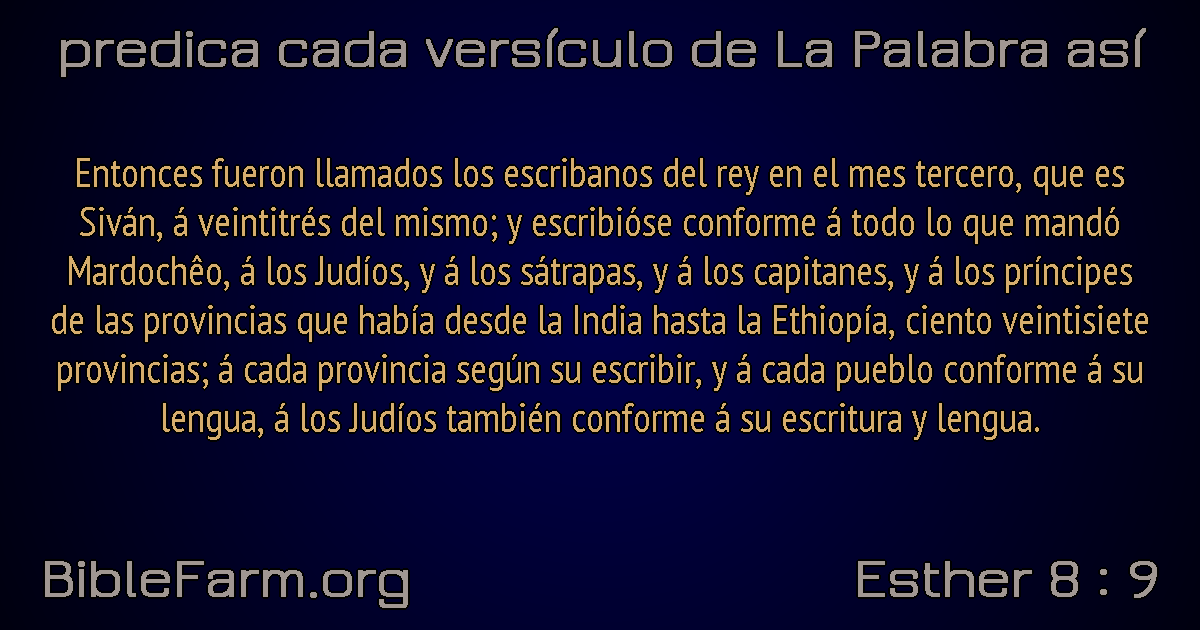 predica cada versículo de La Palabra así
Entonces fueron llamados los escribanos del rey en el mes tercero, que es
Siván, á veintitrés del mismo; y escribióse conforme á todo lo que mandó
Mardochêo, á los Judíos, y á los sátrapas, y á los capitanes, y á los príncipes
de las provincias que había desde la India hasta la Ethiopía, ciento veintisiete
provincias; á cada provincia según su escribir, y á cada pueblo conforme á su
lengua, á los Judíos también conforme á su escritura y lengua.
BibleFarm.org
Esther 8 : 9